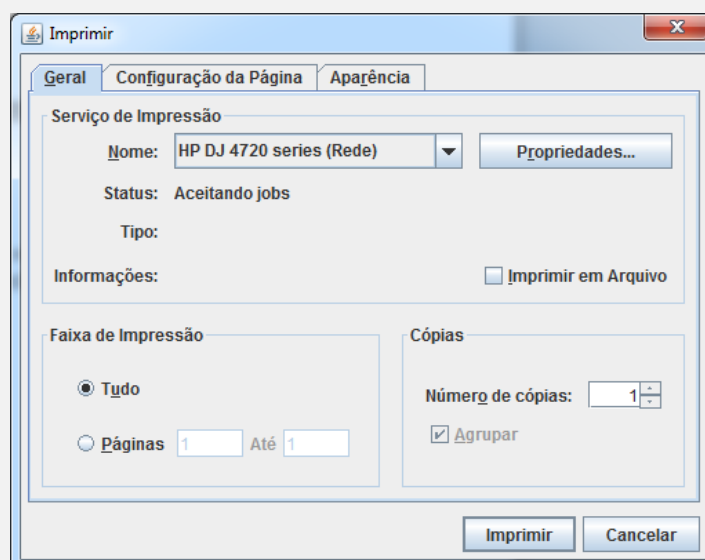 Imprimir
Geral Configuração da Página Aparência
Serviço de Impressão
Nome: HP DJ 4720 series (Rede) Propriedades...
Status: Aceitando jobs
Tipo:
Informações: Imprimir em Arquivo
Faixa de Impressão
Tudo
Páginas 1 Até 1
Cópias
Número de cópias: 1
Agrupar
Imprimir Cancelar